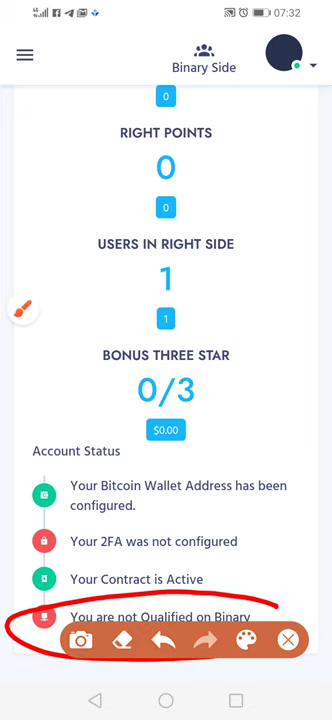 07:32
Binary Side
0
RIGHT POINTS
0
0
USERS IN RIGHT SIDE
1
1
BONUS THREE STAR
0/3
$0.00
Account Status
Your Bitcoin Wallet Address has been
configured.
Your 2FA was not configured
Your Contract is Active
You are not Qualified on Binary